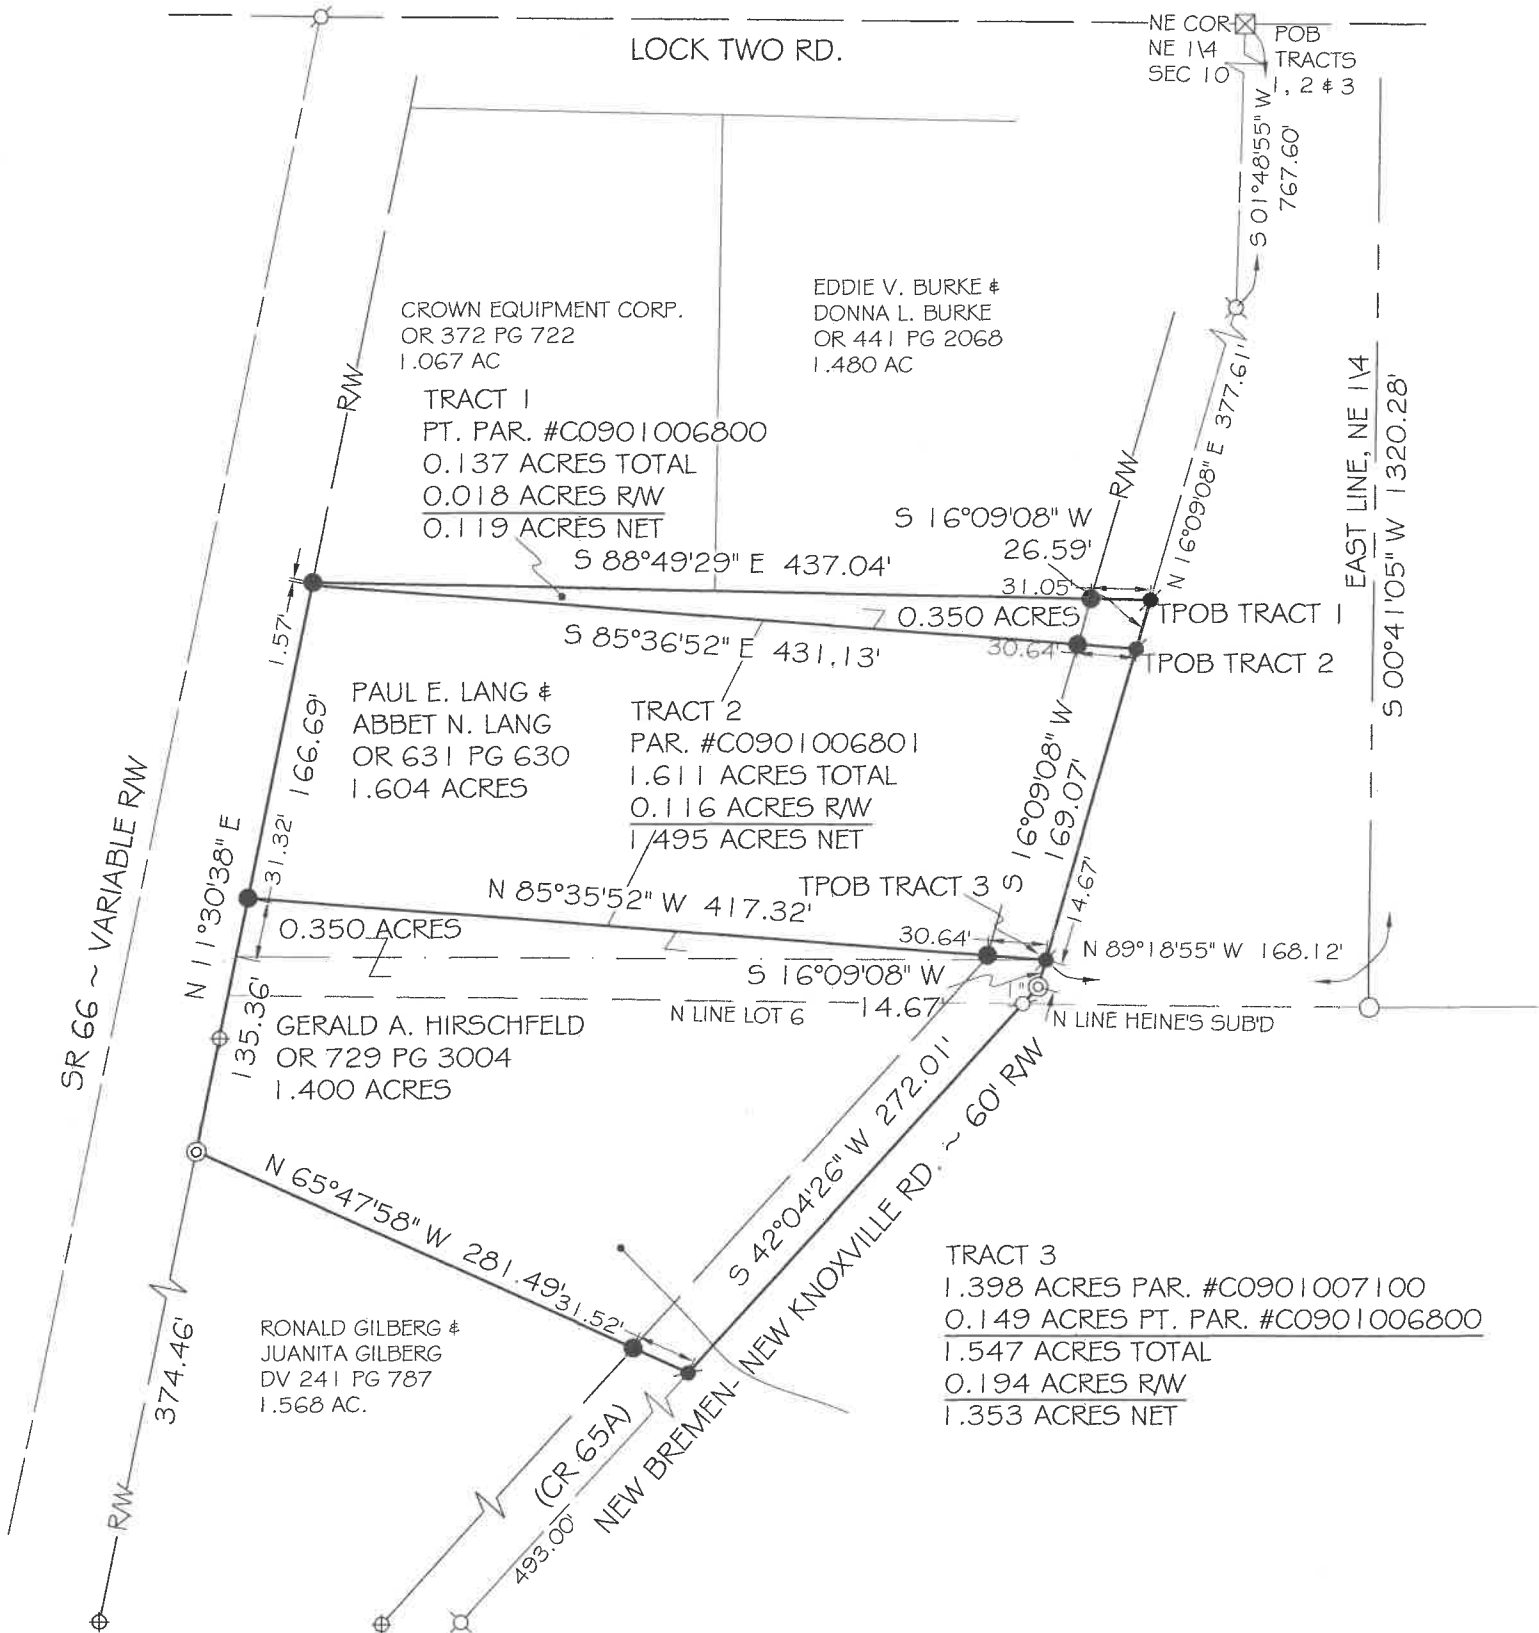 LOCK TWO RD.
NE COR
NE 1\4
SEC 10
POB
TRACTS
1, 2 & 3
S 01°48'55" W
767.60'
CROWN EQUIPMENT CORP.
OR 372 PG 722
1.067 AC
EDDIE V. BURKE &
DONNA L. BURKE
OR 441 PG 2068
1.480 AC
R/W
TRACT 1
PT. PAR. #C0901006800
0.137 ACRES TOTAL
0.018 ACRES R/W
0.119 ACRES NET
R/W
N 16°09'08" E 377.61'
EAST LINE, NE 1\4
S 00°41'05" W 1320.28'
S 16°09'08" W
26.59'
S 88°49'29" E 437.04'
31.05'
0.350 ACRES
TPOB TRACT 1
S 85°36'52" E 431.13'
30.64'
TPOB TRACT 2
1.57'
166.69'
PAUL E. LANG &
ABBET N. LANG
OR 631 PG 630
1.604 ACRES
TRACT 2
PAR. #C0901006801
1.611 ACRES TOTAL
0.116 ACRES R/W
1.495 ACRES NET
S 16°09'08" W
169.07'
SR 66 ~ VARIABLE R/W
N 11°30'38" E
31.32'
N 85°35'52" W 417.32'
TPOB TRACT 3
14.67'
0.350 ACRES
30.64'
N 89°18'55" W 168.12'
S 16°09'08" W
14.67'
1"
N LINE LOT 6
N LINE HEINE'S SUB'D
135.36'
GERALD A. HIRSCHFELD
OR 729 PG 3004
1.400 ACRES
S 42°04'26" W 272.01'
NEW BREMEN- NEW KNOXVILLE RD. ~ 60' R/W
N 65°47'58" W 281.49'
31.52'
TRACT 3
1.398 ACRES PAR. #C0901007100
0.149 ACRES PT. PAR. #C0901006800
1.547 ACRES TOTAL
0.194 ACRES R/W
1.353 ACRES NET
RONALD GILBERG &
JUANITA GILBERG
DV 241 PG 787
1.568 AC.
374.46'
R/W
(CR 65A)
493.00'